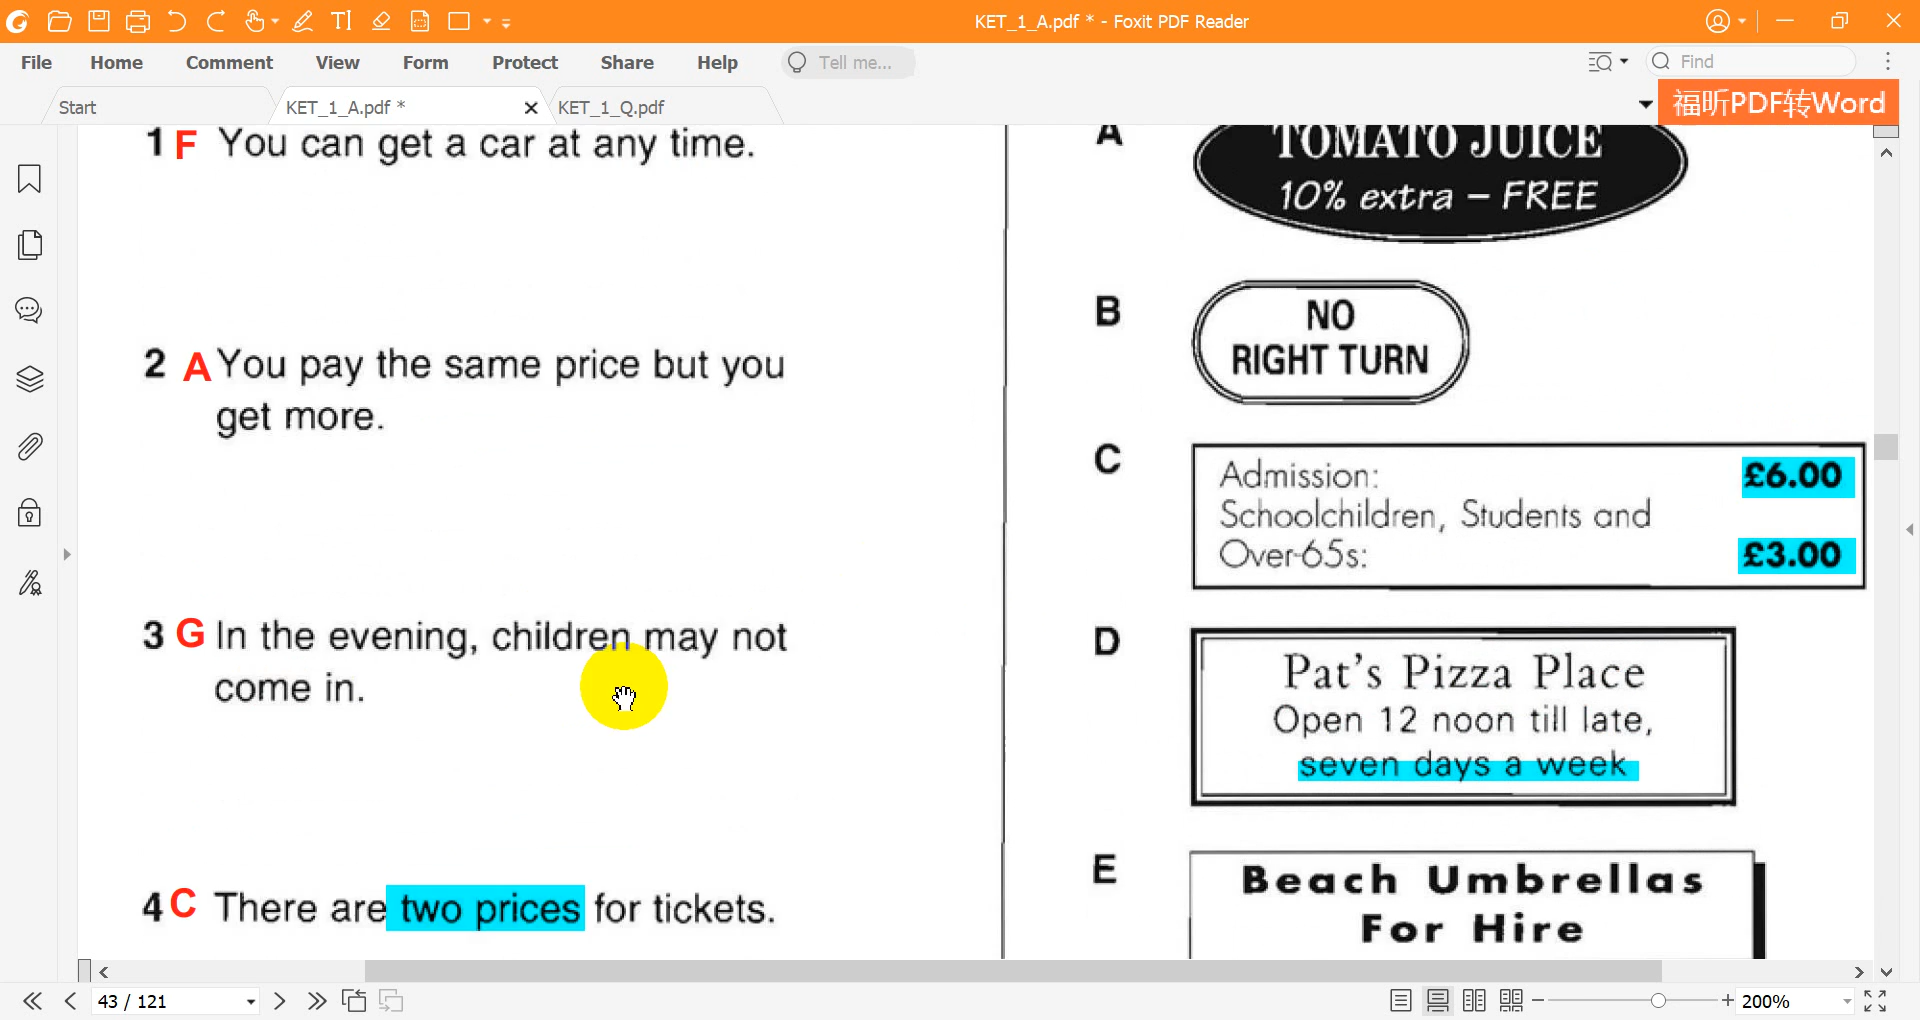 KET_1_A.pdf * - Foxit PDF Reader
File Home Comment View Form Protect Share Help Tell me... Find
Start KET_1_A.pdf * KET_1_Q.pdf 福昕PDF转Word
1 F You can get a car at any time.
2 A You pay the same price but you
get more.
3 G In the evening, children may not
come in.
4 C There are two prices for tickets.
A TOMATO JUICE
10% extra – FREE
B NO
RIGHT TURN
C Admission: £6.00
Schoolchildren, Students and
Over-65s: £3.00
D Pat's Pizza Place
Open 12 noon till late,
seven days a week
E Beach Umbrellas
For Hire
43 / 121 200%